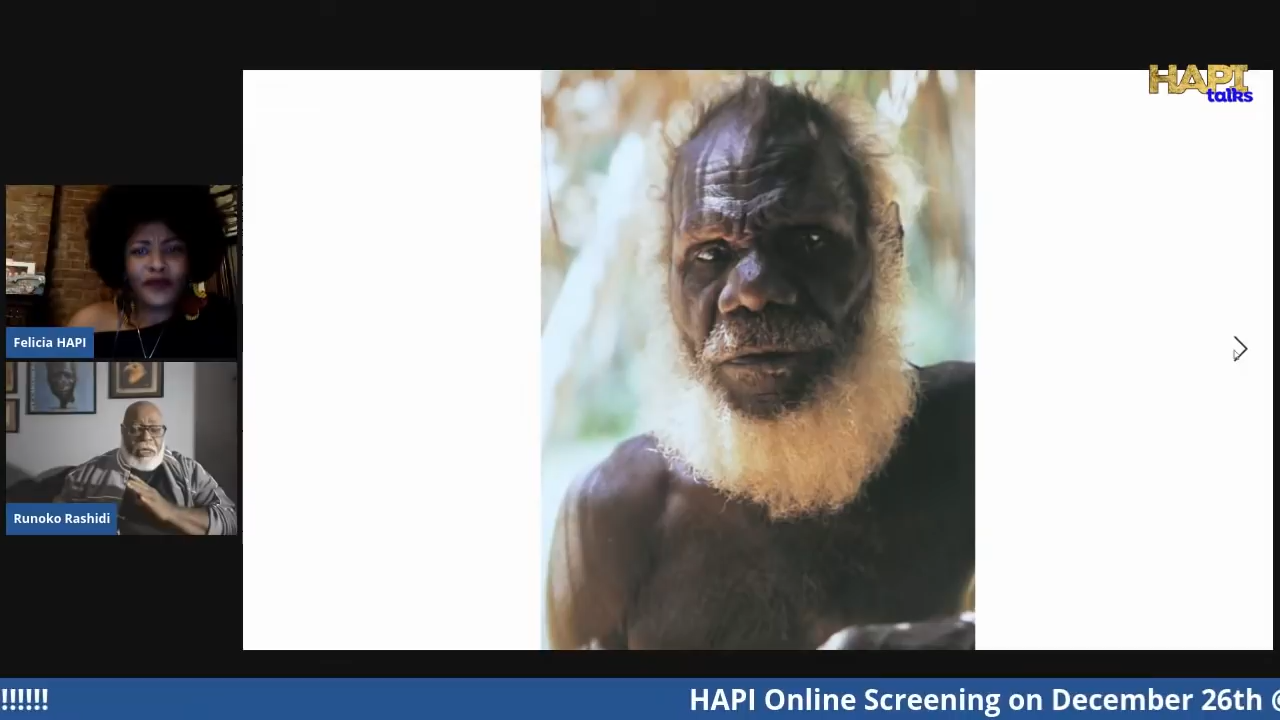 HAPI
talks
Felicia HAPI
Runoko Rashidi
!!!!!!
HAPI Online Screening on December 26th @